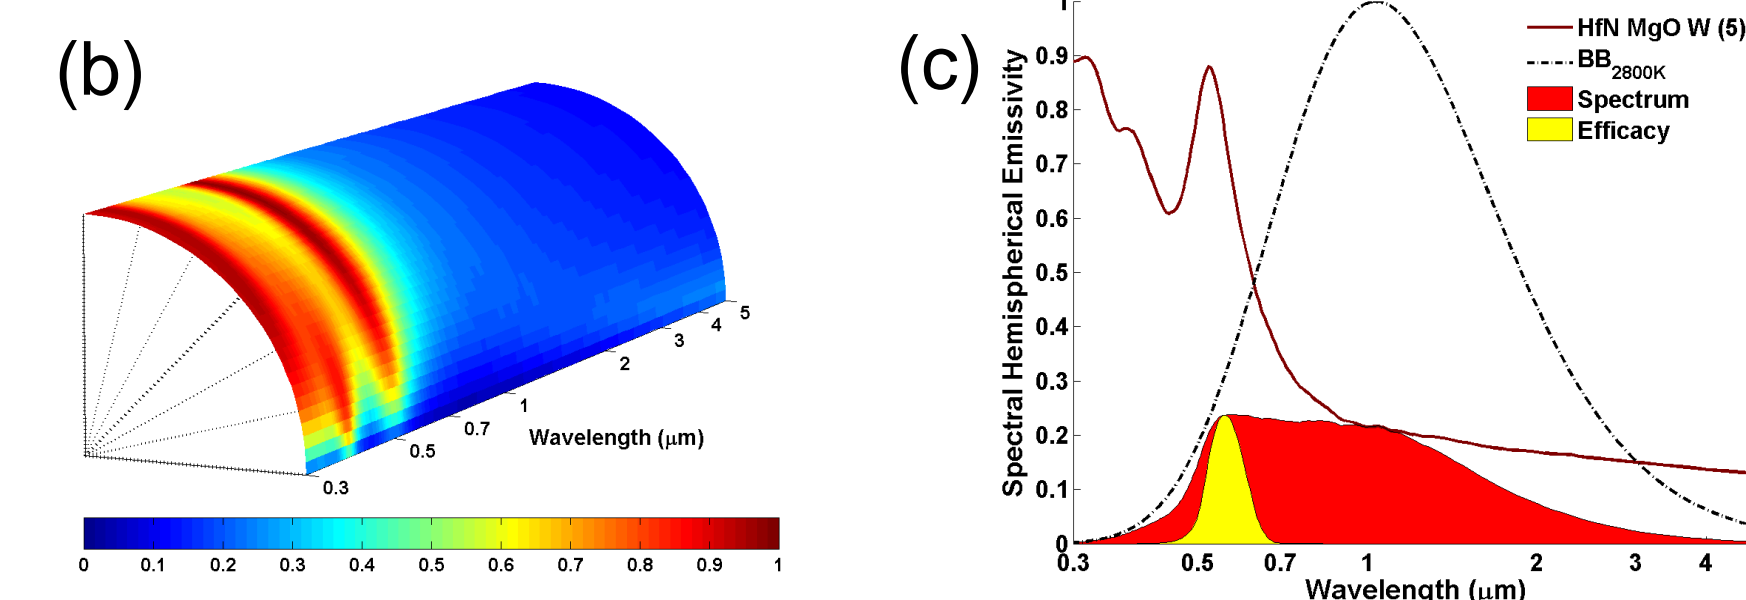 (b)
5
4
3
2
1
0.7
0.5
0.3
Wavelength (μm)
0 0.1 0.2 0.3 0.4 0.5 0.6 0.7 0.8 0.9 1
(c)
Spectral Hemispherical Emissivity
1
0.9
0.8
0.7
0.6
0.5
0.4
0.3
0.2
0.1
0
HfN MgO W (5)
BB2800K
Spectrum
Efficacy
0.3 0.5 0.7 1 2 3 4
Wavelength (μm)